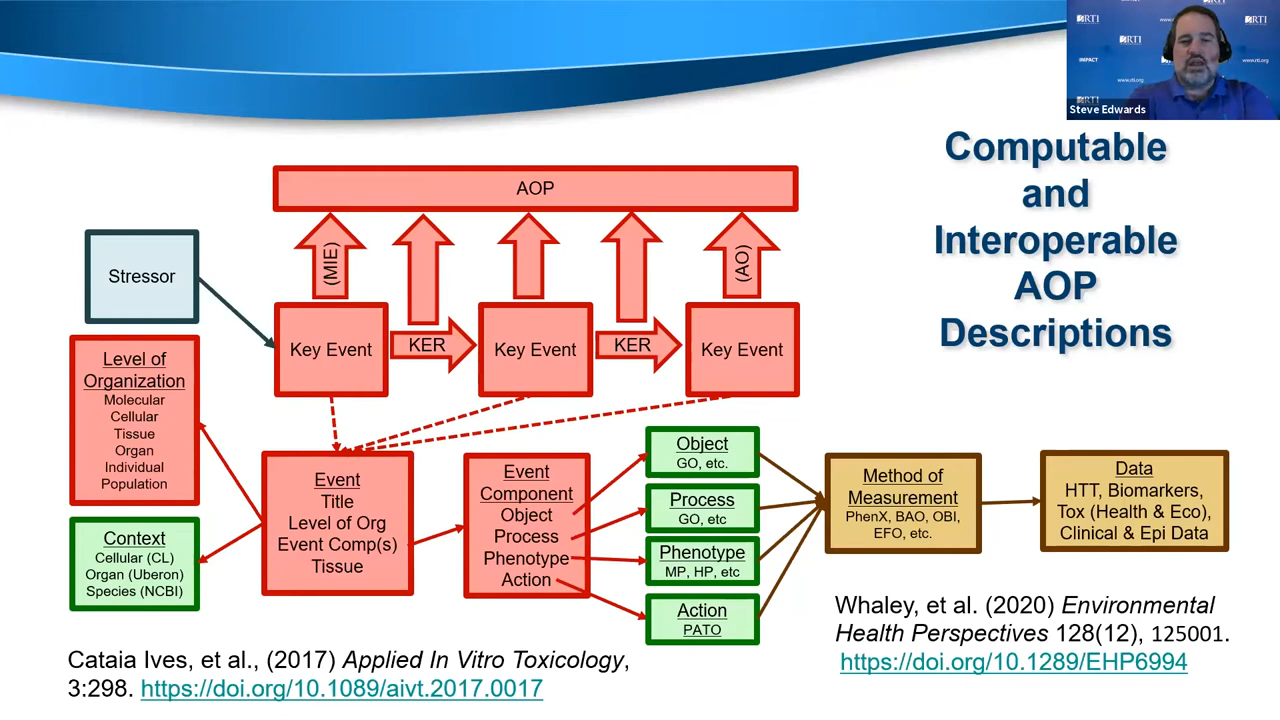 RTI
www.rti.org
RTI
RTI
IMPACT
www.rti.org
RTI
Steve Edwards
Computable
and
Interoperable
AOP
Descriptions
AOP
(MIE)
(AO)
Stressor
Key Event
KER
Key Event
KER
Key Event
Level of
Organization
Molecular
Cellular
Tissue
Organ
Individual
Population
Context
Cellular (CL)
Organ (Uberon)
Species (NCBI)
Event
Title
Level of Org
Event Comp(s)
Tissue
Event
Component
Object
Process
Phenotype
Action
Object
GO, etc.
Process
GO, etc
Phenotype
MP, HP, etc
Action
PATO
Method of
Measurement
PhenX, BAO, OBI,
EFO, etc.
Data
HTT, Biomarkers,
Tox (Health & Eco),
Clinical & Epi Data
Cataia Ives, et al., (2017) Applied In Vitro Toxicology,
3:298. https://doi.org/10.1089/aivt.2017.0017
Whaley, et al. (2020) Environmental
Health Perspectives 128(12), 125001.
https://doi.org/10.1289/EHP6994